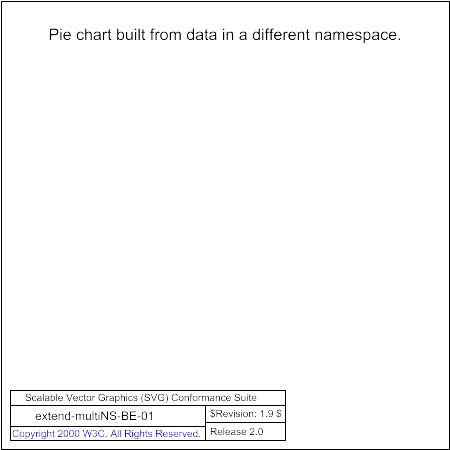 Pie chart built from data in a different namespace.
Scalable Vector Graphics (SVG) Conformance Suite
extend-multiNS-BE-01
$Revision: 1.9 $
Copyright 2000 W3C. All Rights Reserved.
Release 2.0